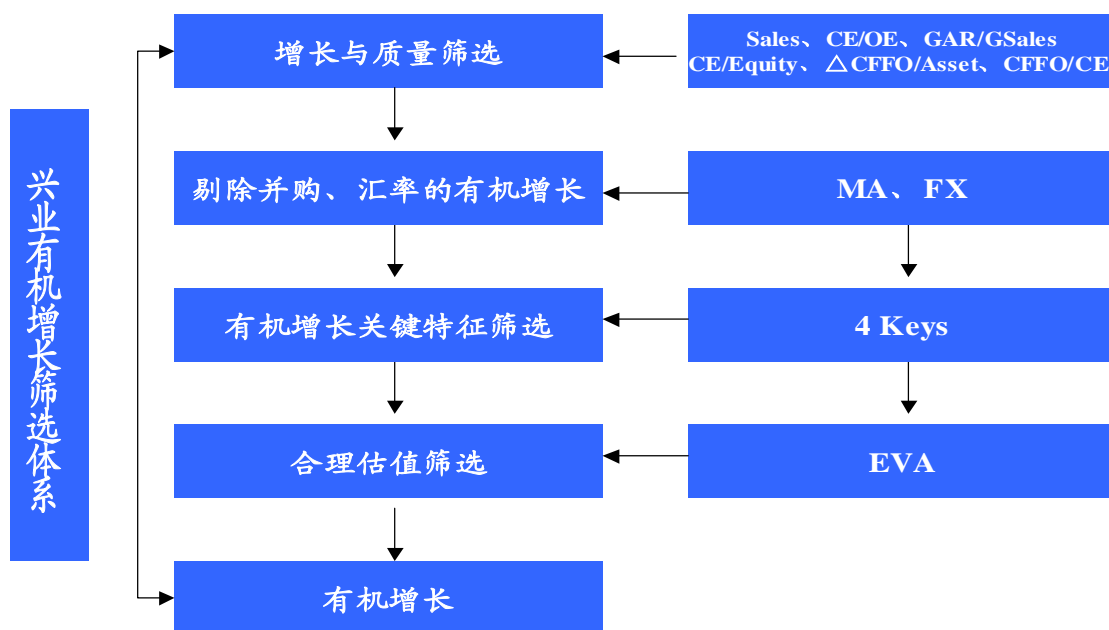 兴业有机增长筛选体系
增长与质量筛选
Sales、CE/OE、GAR/GSales
CE/Equity、△CFFO/Asset、CFFO/CE
剔除并购、汇率的有机增长
MA、FX
有机增长关键特征筛选
4 Keys
合理估值筛选
EVA
有机增长